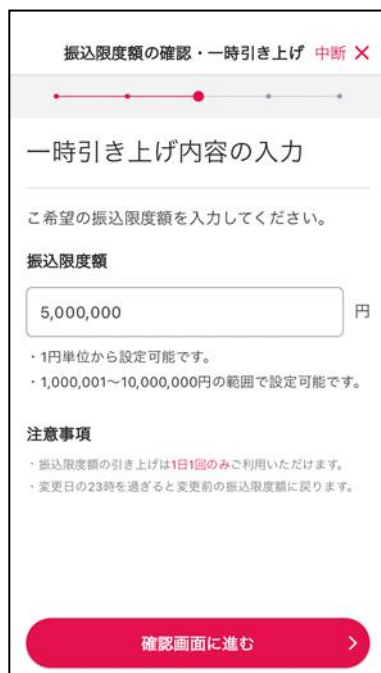 振込限度額の確認・一時引き上げ 中断 ×
一時引き上げ内容の入力
ご希望の振込限度額を入力してください。
振込限度額
5,000,000 円
・1円単位から設定可能です。
・1,000,001〜10,000,000円の範囲で設定可能です。
注意事項
・振込限度額の引き上げは1日1回のみご利用いただけます。
・変更日の23時を過ぎると変更前の振込限度額に戻ります。
確認画面に進む